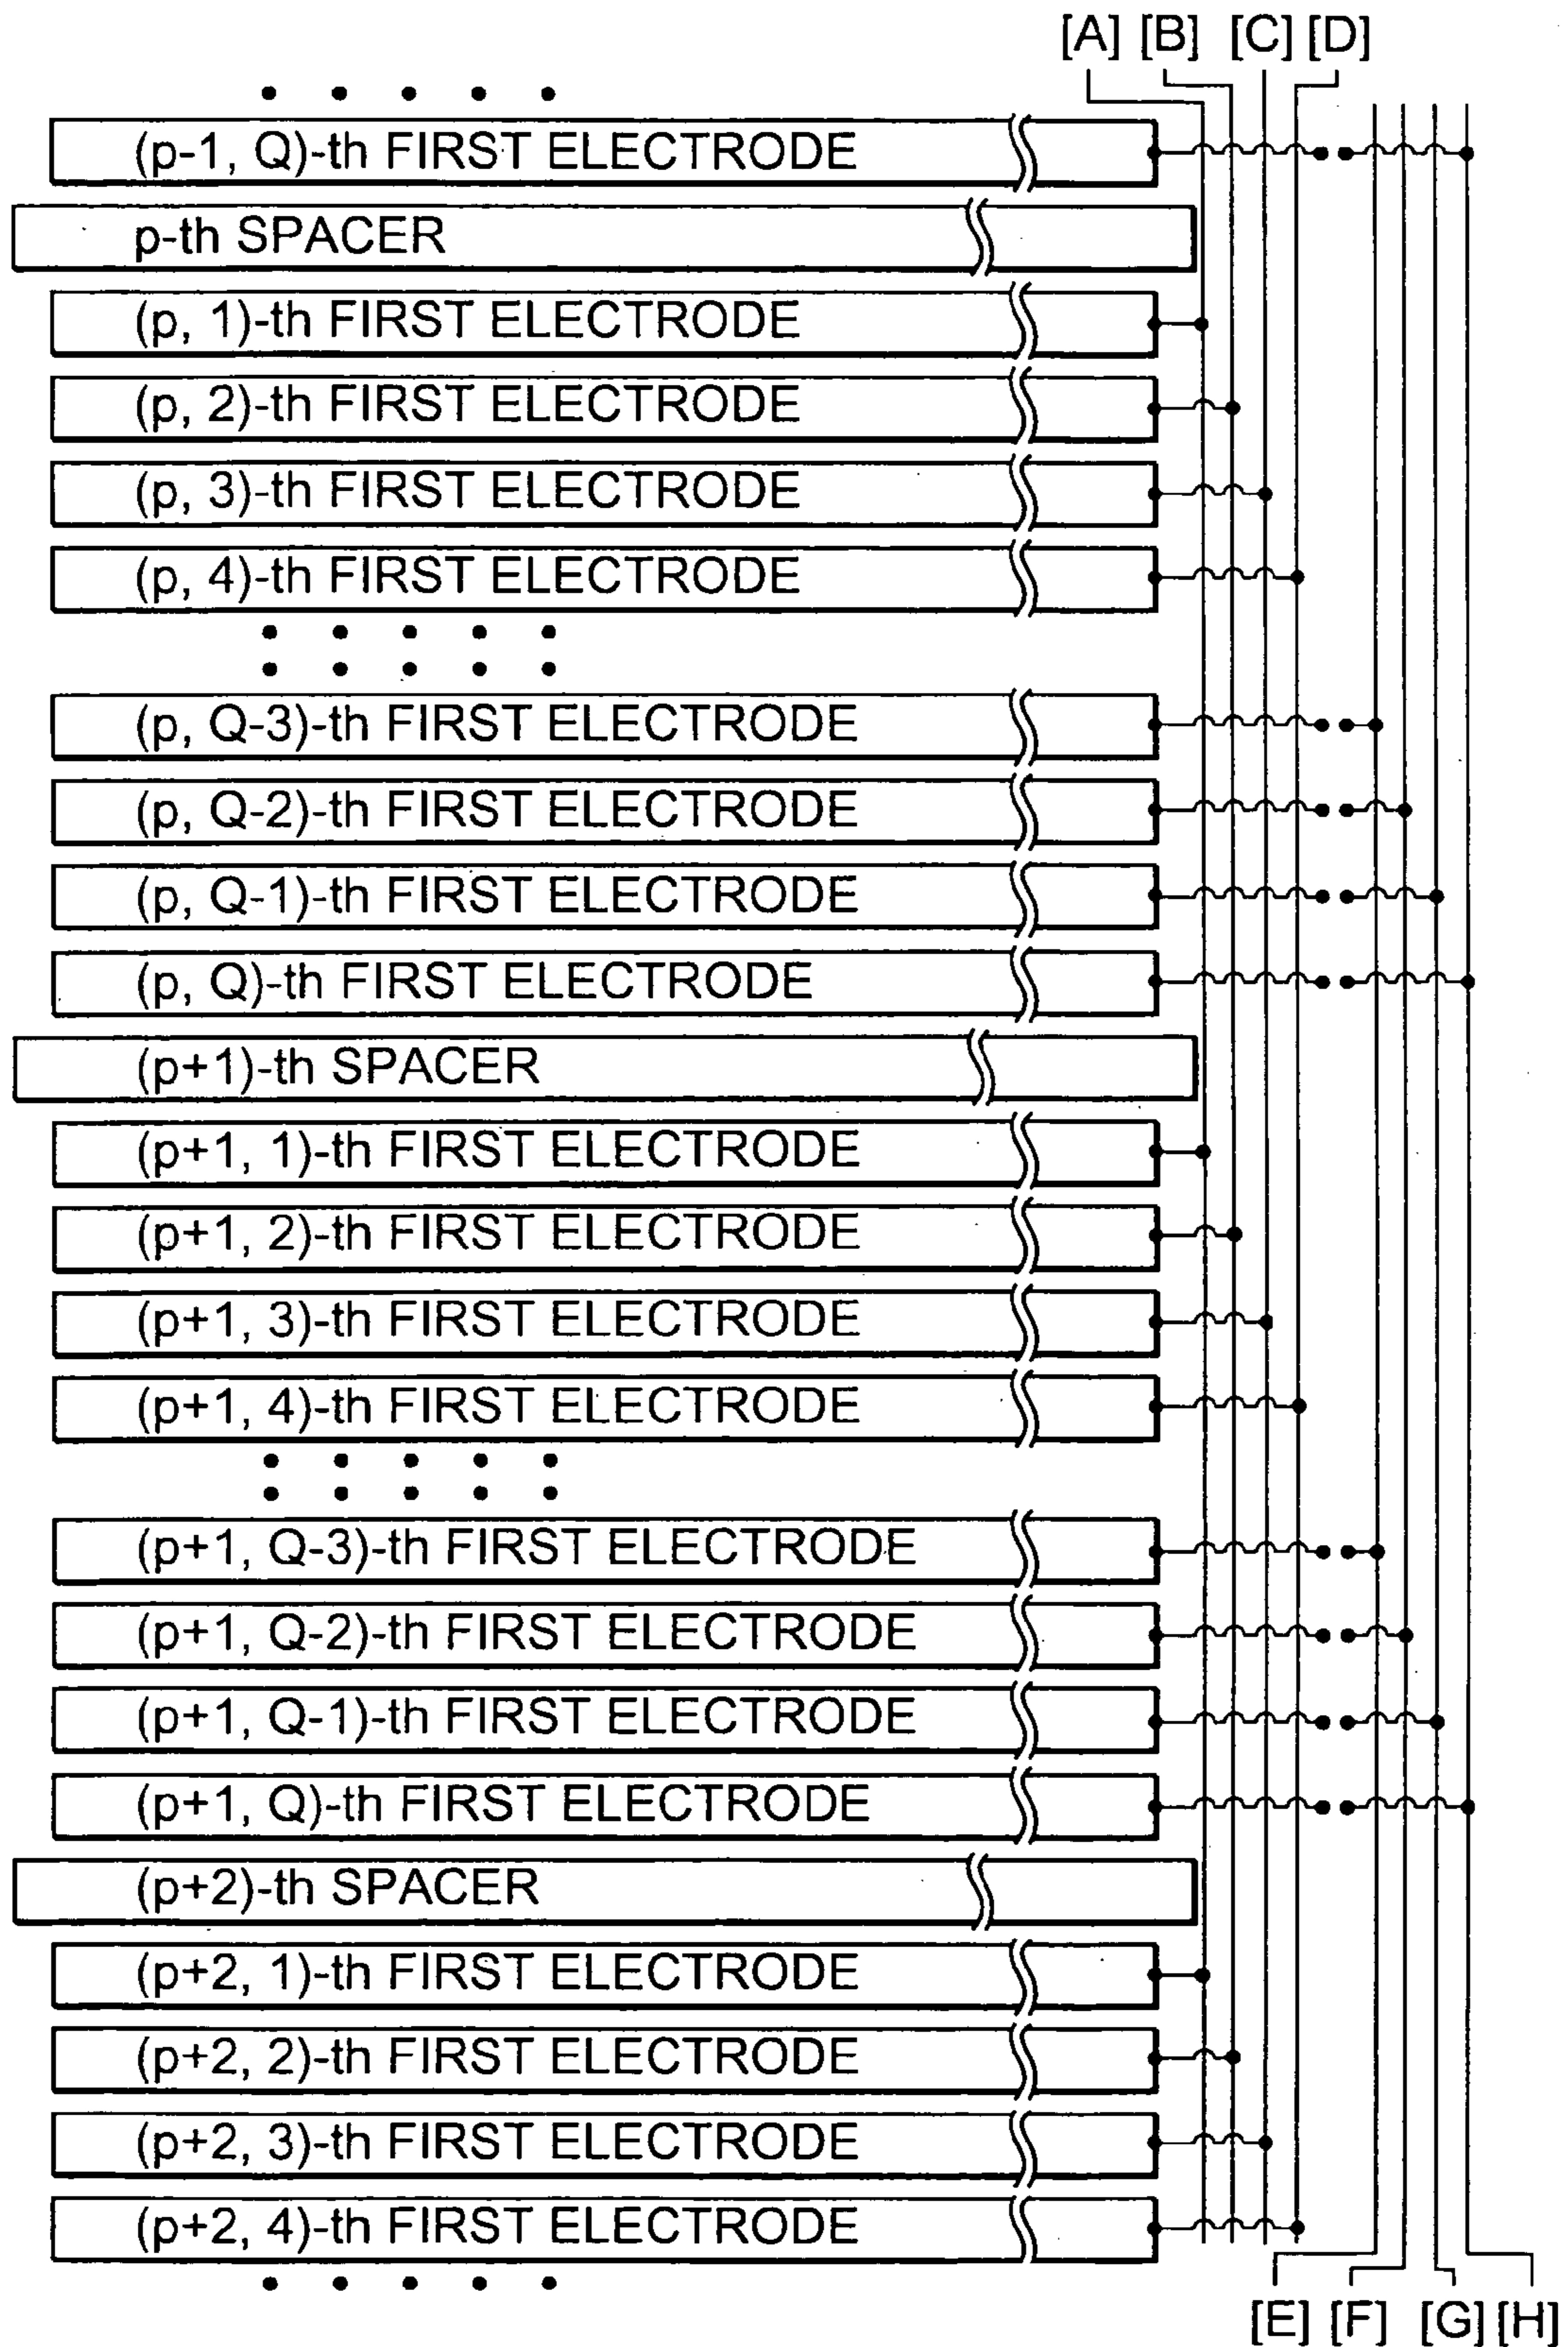 [A] [B] [C] [D]
(p-1, Q)-th FIRST ELECTRODE
p-th SPACER
(p, 1)-th FIRST ELECTRODE
(p, 2)-th FIRST ELECTRODE
(p, 3)-th FIRST ELECTRODE
(p, 4)-th FIRST ELECTRODE
(p, Q-3)-th FIRST ELECTRODE
(p, Q-2)-th FIRST ELECTRODE
(p, Q-1)-th FIRST ELECTRODE
(p, Q)-th FIRST ELECTRODE
(p+1)-th SPACER
(p+1, 1)-th FIRST ELECTRODE
(p+1, 2)-th FIRST ELECTRODE
(p+1, 3)-th FIRST ELECTRODE
(p+1, 4)-th FIRST ELECTRODE
(p+1, Q-3)-th FIRST ELECTRODE
(p+1, Q-2)-th FIRST ELECTRODE
(p+1, Q-1)-th FIRST ELECTRODE
(p+1, Q)-th FIRST ELECTRODE
(p+2)-th SPACER
(p+2, 1)-th FIRST ELECTRODE
(p+2, 2)-th FIRST ELECTRODE
(p+2, 3)-th FIRST ELECTRODE
(p+2, 4)-th FIRST ELECTRODE
[E] [F] [G] [H]